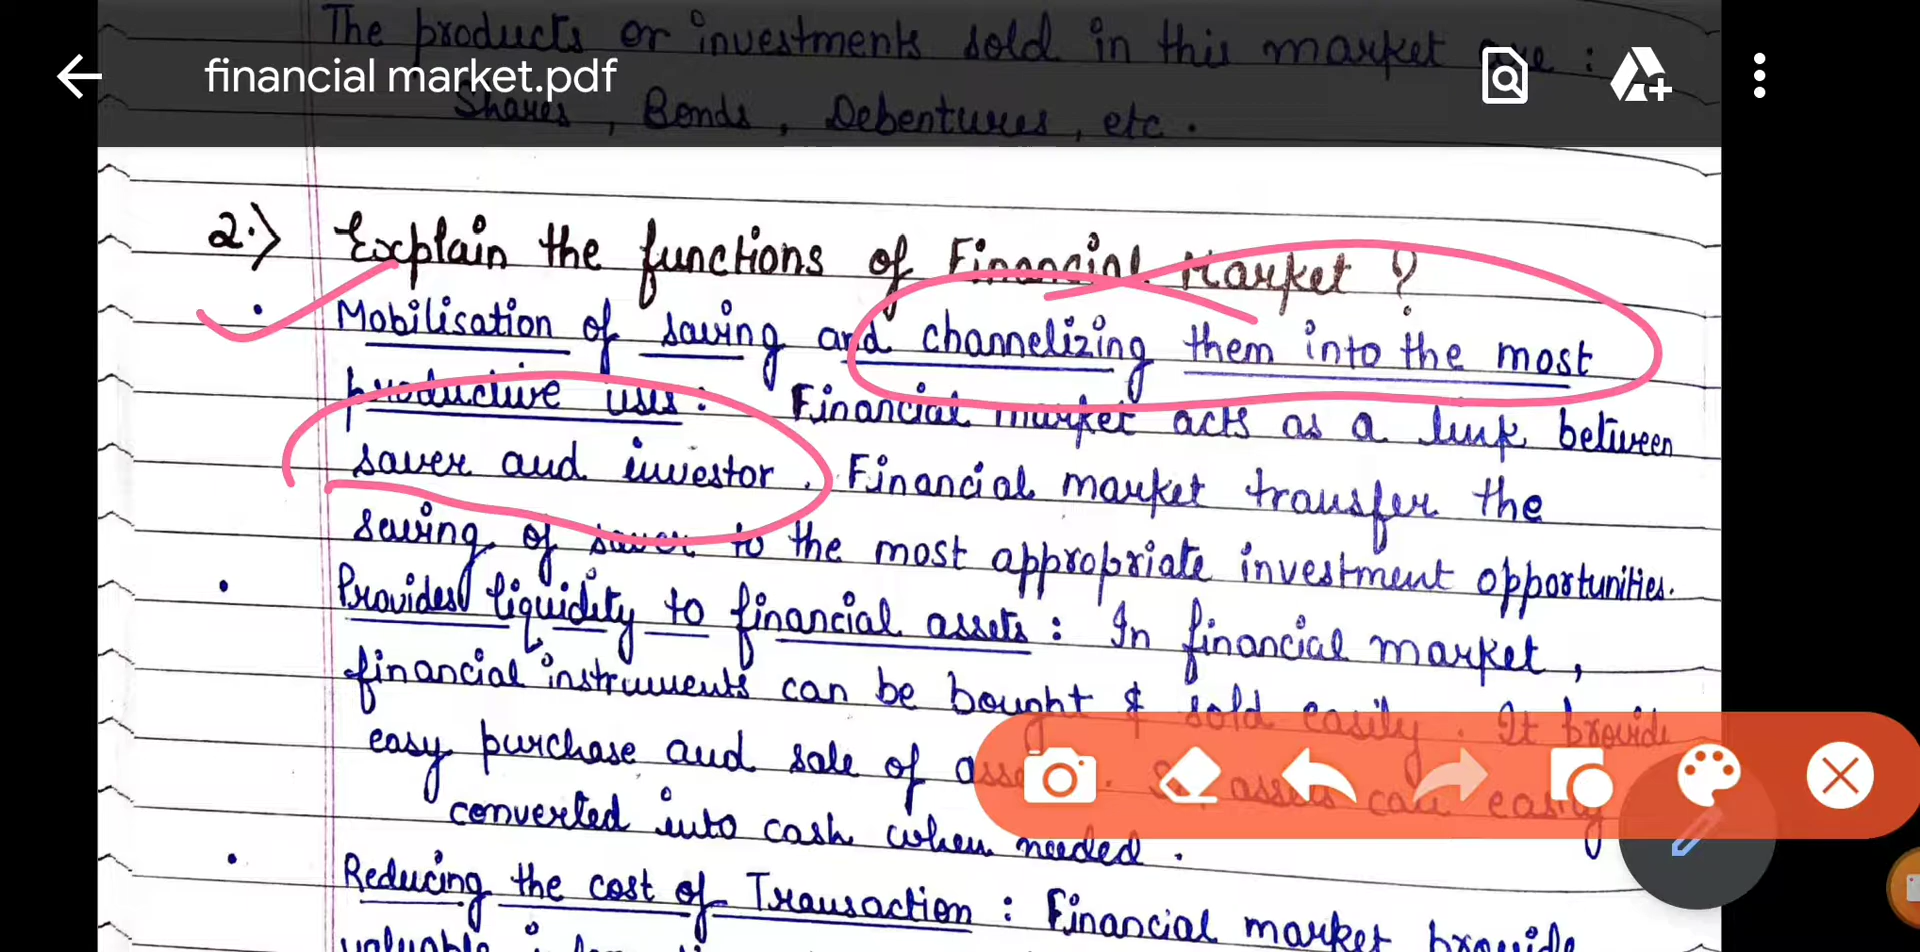 The products or investments sold in this market are :
financial market.pdf
Shares , Bonds , Debentures , etc .
2.) Explain the functions of Financial Market ?
• Mobilisation of saving and channelizing them into the most
productive uses : Financial market acts as a link between
saver and investor . Financial market transfer the
saving of saver to the most appropriate investment opportunities.
• Provides liquidity to financial assets : In financial market ,
financial instruments can be bought & sold easily . It provide
easy purchase and sale of . So, assets can easily
converted into cash when needed .
• Reducing the cost of Transaction : Financial market provide
valuable